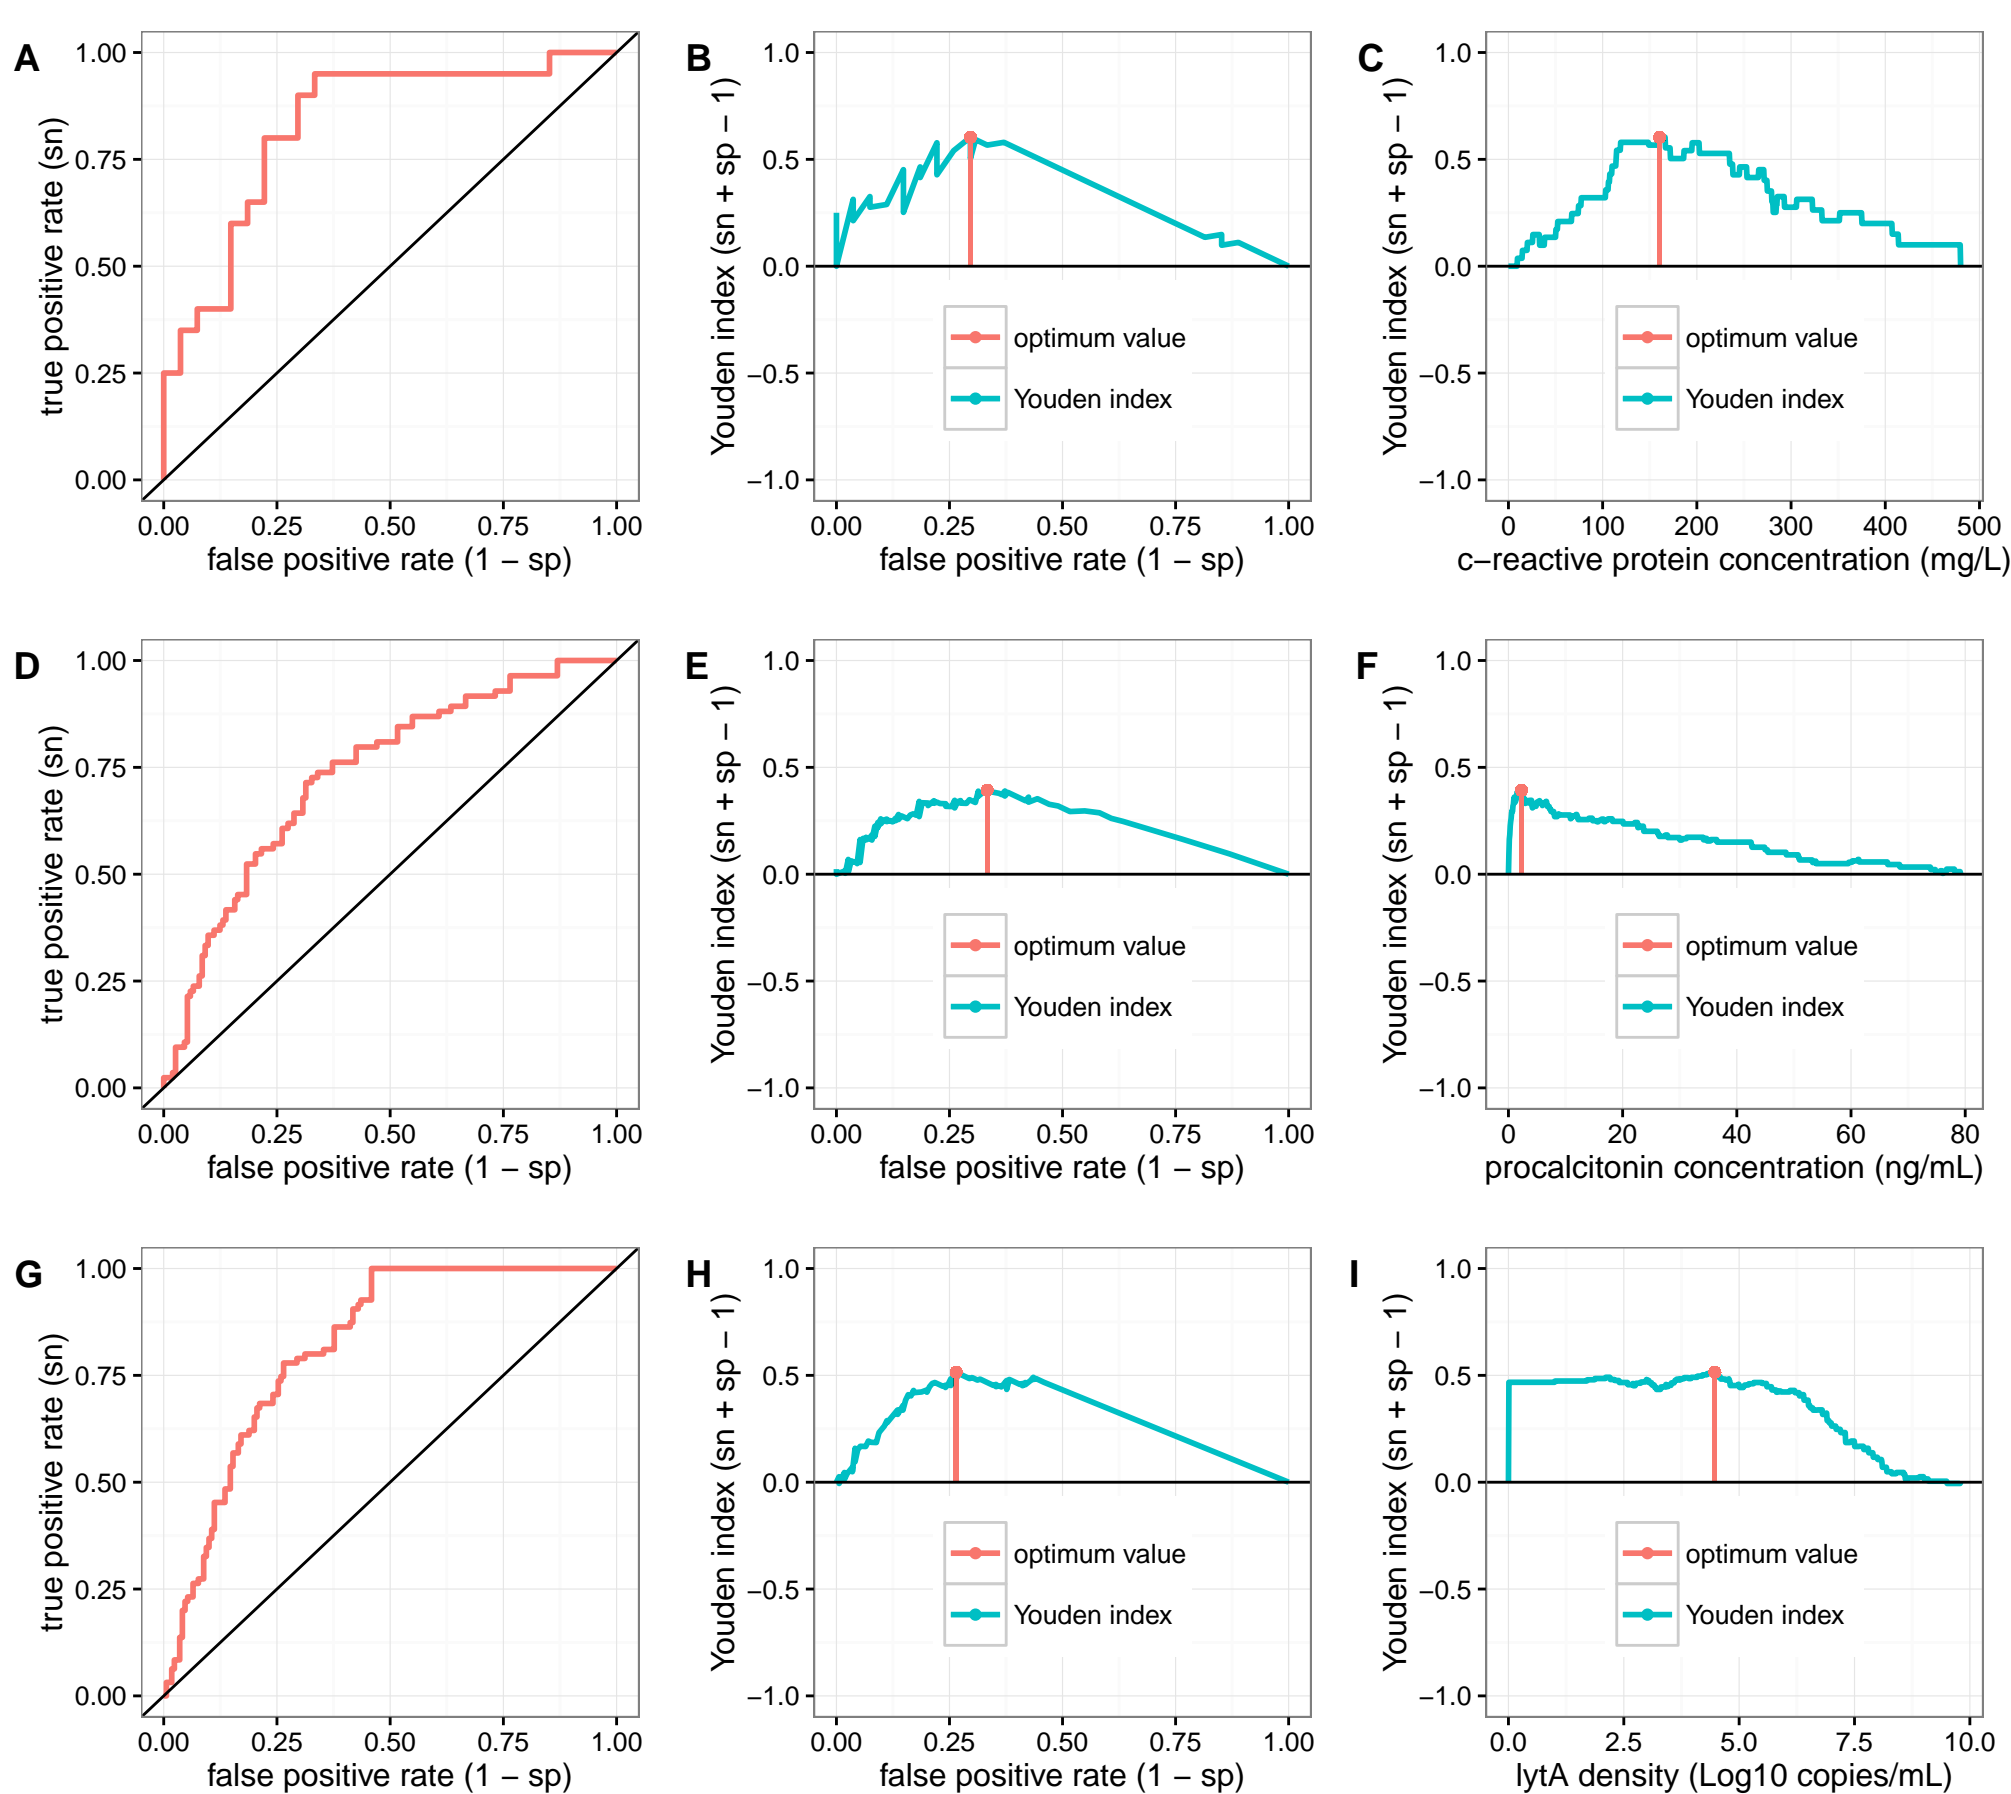 A
true positive rate (sn)
1.00
0.75
0.50
0.25
0.00
0.00 0.25 0.50 0.75 1.00
false positive rate (1 − sp)
B
Youden index (sn + sp − 1)
1.0
0.5
0.0
−0.5
−1.0
optimum value
Youden index
0.00 0.25 0.50 0.75 1.00
false positive rate (1 − sp)
C
Youden index (sn + sp − 1)
1.0
0.5
0.0
−0.5
−1.0
optimum value
Youden index
0 100 200 300 400 500
c−reactive protein concentration (mg/L)
D
true positive rate (sn)
1.00
0.75
0.50
0.25
0.00
0.00 0.25 0.50 0.75 1.00
false positive rate (1 − sp)
E
Youden index (sn + sp − 1)
1.0
0.5
0.0
−0.5
−1.0
optimum value
Youden index
0.00 0.25 0.50 0.75 1.00
false positive rate (1 − sp)
F
Youden index (sn + sp − 1)
1.0
0.5
0.0
−0.5
−1.0
optimum value
Youden index
0 20 40 60 80
procalcitonin concentration (ng/mL)
G
true positive rate (sn)
1.00
0.75
0.50
0.25
0.00
0.00 0.25 0.50 0.75 1.00
false positive rate (1 − sp)
H
Youden index (sn + sp − 1)
1.0
0.5
0.0
−0.5
−1.0
optimum value
Youden index
0.00 0.25 0.50 0.75 1.00
false positive rate (1 − sp)
I
Youden index (sn + sp − 1)
1.0
0.5
0.0
−0.5
−1.0
optimum value
Youden index
0.0 2.5 5.0 7.5 10.0
lytA density (Log10 copies/mL)